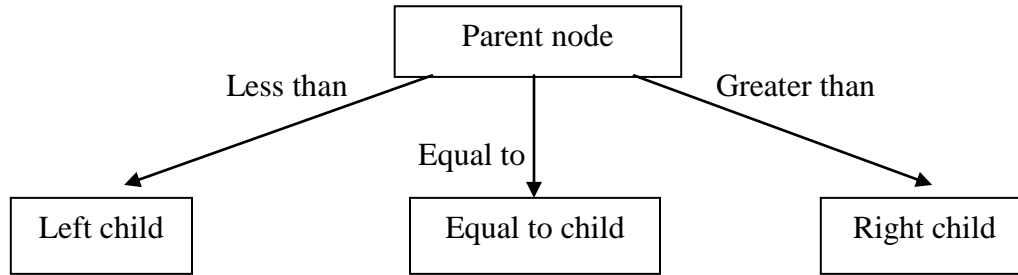 Parent node
Less than
Greater than
Equal to
Left child
Equal to child
Right child